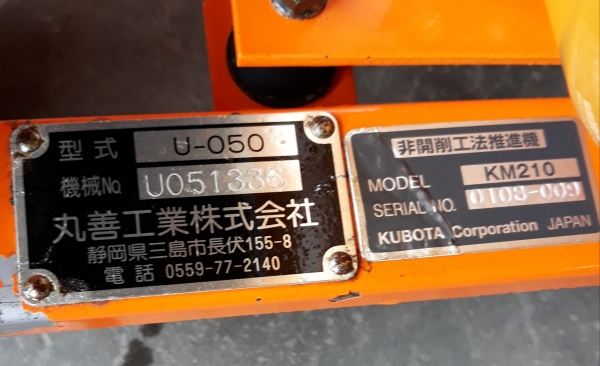 型式 U-050
機械No. U051336
丸善工業株式会社
静岡県三島市長伏155-8
電話 0559-77-2140
非開削工法推進機
MODEL KM210
SERIAL NO. 0108-009
KUBOTA Corporation JAPAN